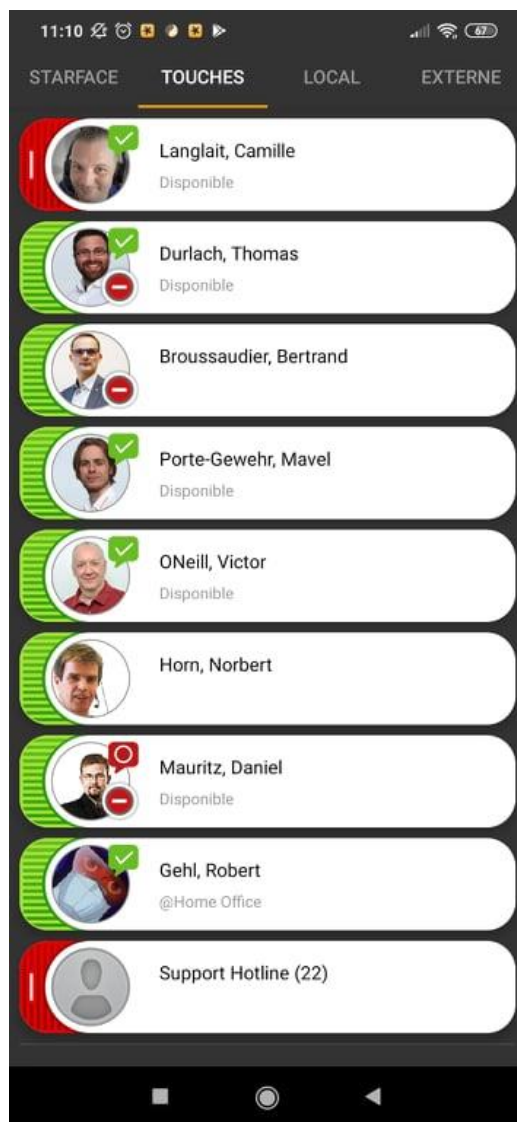 11:10
67
STARFACE TOUCHES LOCAL EXTERNE
Langlait, Camille
Disponible
Durlach, Thomas
Disponible
Broussaudier, Bertrand
Porte-Gewehr, Mavel
Disponible
ONeill, Victor
Disponible
Horn, Norbert
Mauritz, Daniel
Disponible
Gehl, Robert
@Home Office
Support Hotline (22)